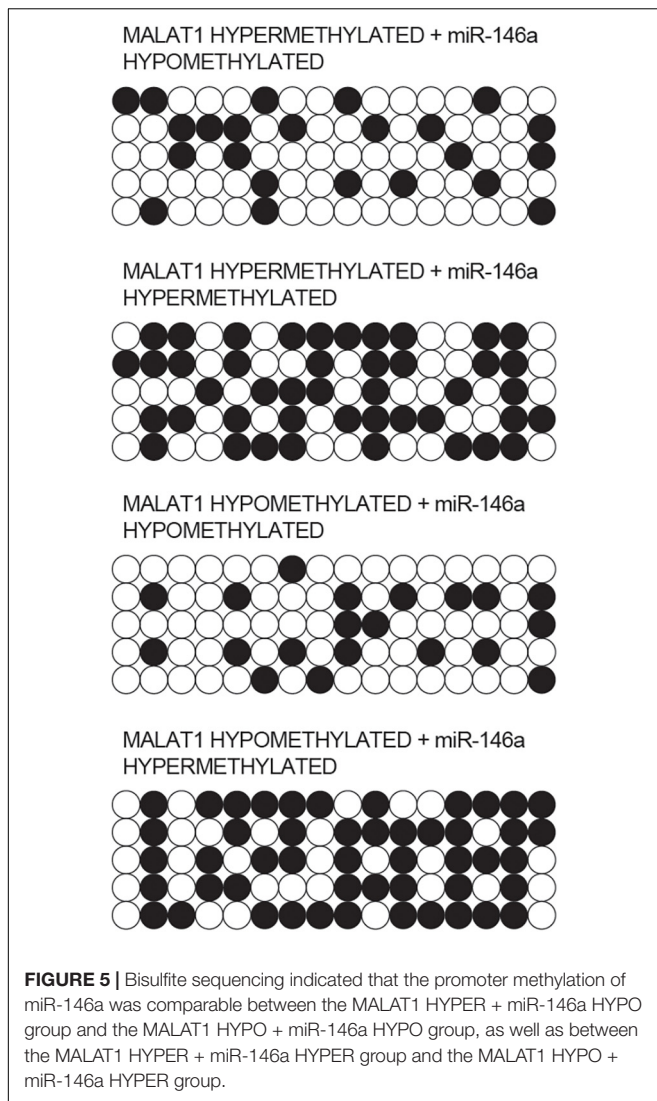 MALAT1 HYPERMETHYLATED + miR-146a
HYPOMETHYLATED
MALAT1 HYPERMETHYLATED + miR-146a
HYPERMETHYLATED
MALAT1 HYPOMETHYLATED + miR-146a
HYPOMETHYLATED
MALAT1 HYPOMETHYLATED + miR-146a
HYPERMETHYLATED
FIGURE 5 | Bisulfite sequencing indicated that the promoter methylation of
miR-146a was comparable between the MALAT1 HYPER + miR-146a HYPO
group and the MALAT1 HYPO + miR-146a HYPO group, as well as between
the MALAT1 HYPER + miR-146a HYPER group and the MALAT1 HYPO +
miR-146a HYPER group.